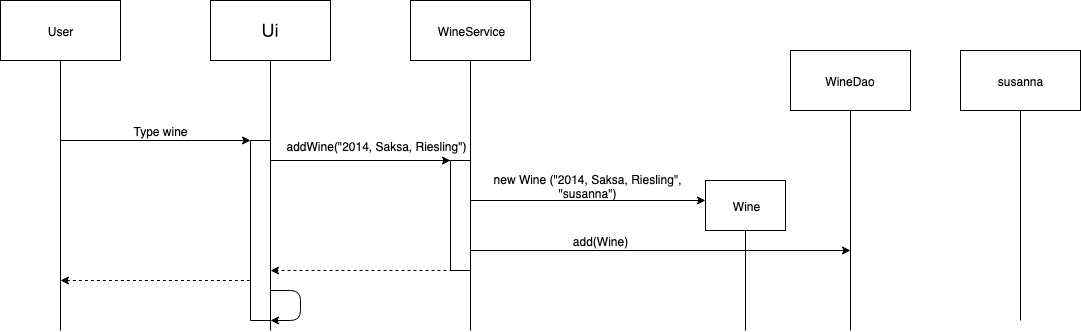 User
Ui
WineService
WineDao
susanna
Type wine
addWine("2014, Saksa, Riesling")
new Wine ("2014, Saksa, Riesling",
"susanna")
Wine
add(Wine)